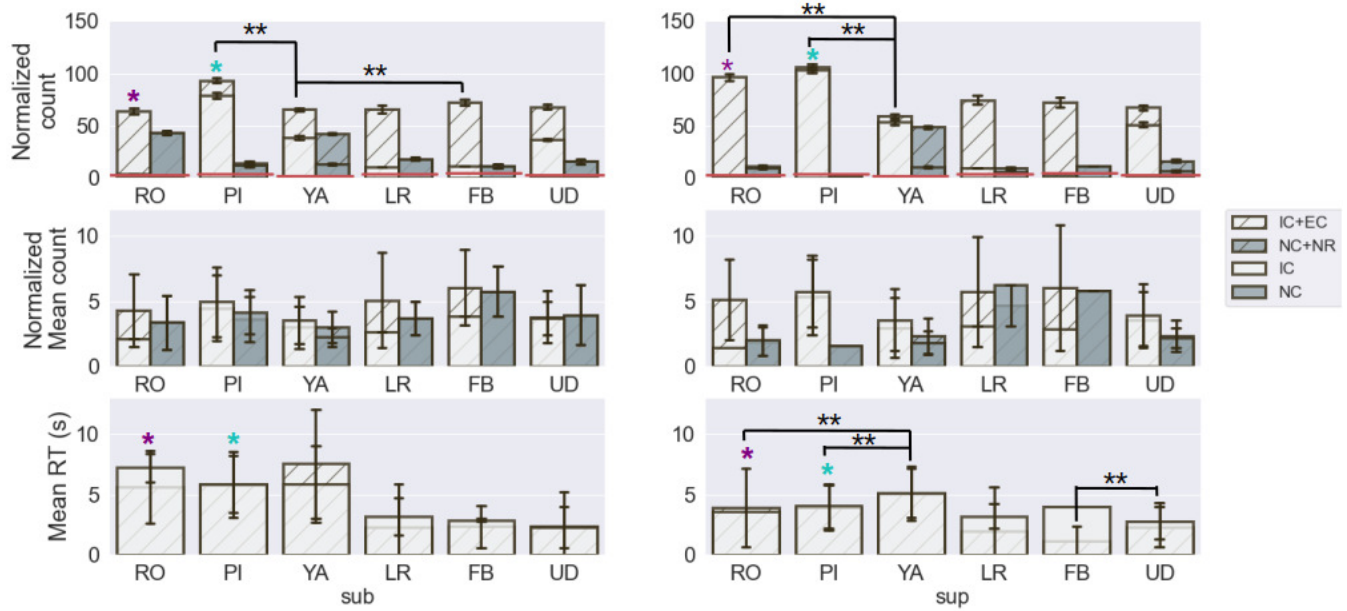 150
100
50
0
Normalized
count
**
**
*
*
RO PI YA LR FB UD
150
100
50
0
**
**
*
*
RO PI YA LR FB UD
10
5
0
Normalized
Mean count
RO PI YA LR FB UD
10
5
0
RO PI YA LR FB UD
IC+EC
NC+NR
IC
NC
10
5
0
Mean RT (s)
*
*
RO PI YA LR FB UD
sub
10
5
0
**
**
**
*
*
RO PI YA LR FB UD
sup